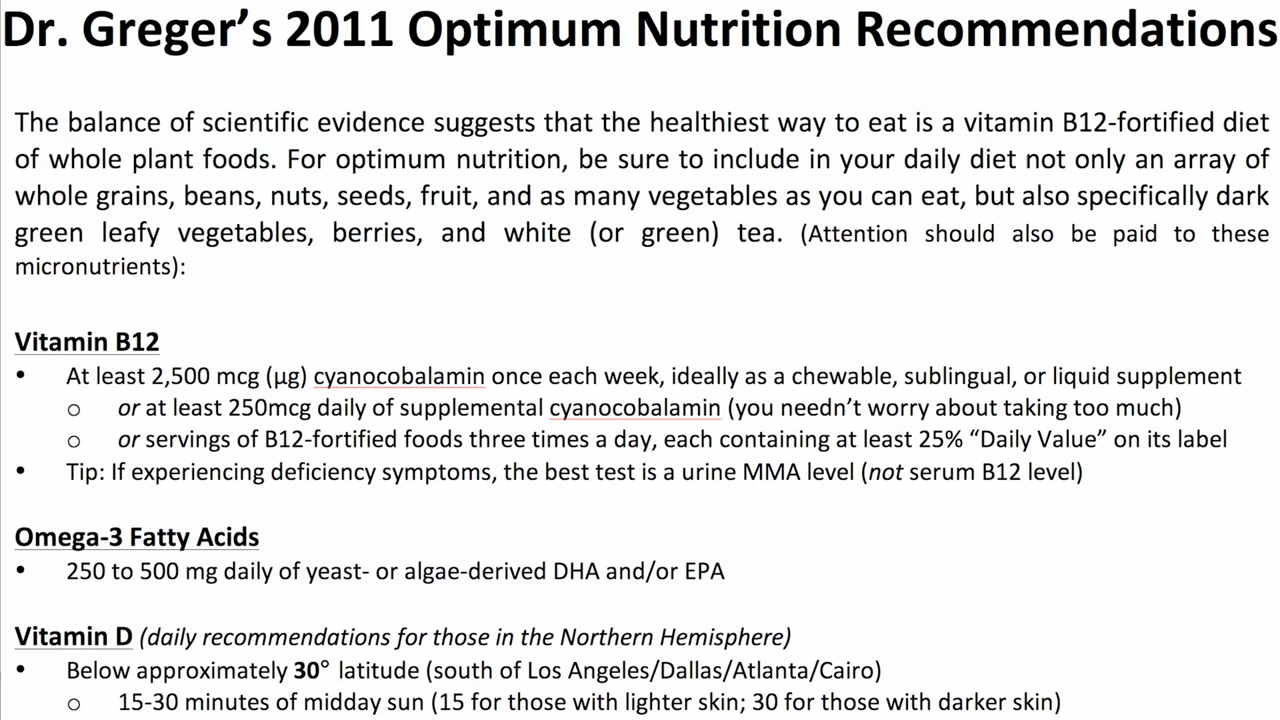 Dr. Greger’s 2011 Optimum Nutrition Recommendations
The balance of scientific evidence suggests that the healthiest way to eat is a vitamin B12-fortified diet
of whole plant foods. For optimum nutrition, be sure to include in your daily diet not only an array of
whole grains, beans, nuts, seeds, fruit, and as many vegetables as you can eat, but also specifically dark
green leafy vegetables, berries, and white (or green) tea. (Attention should also be paid to these
micronutrients):
Vitamin B12
• At least 2,500 mcg (µg) cyanocobalamin once each week, ideally as a chewable, sublingual, or liquid supplement
o or at least 250mcg daily of supplemental cyanocobalamin (you needn’t worry about taking too much)
o or servings of B12-fortified foods three times a day, each containing at least 25% “Daily Value” on its label
• Tip: If experiencing deficiency symptoms, the best test is a urine MMA level (not serum B12 level)
Omega-3 Fatty Acids
• 250 to 500 mg daily of yeast- or algae-derived DHA and/or EPA
Vitamin D (daily recommendations for those in the Northern Hemisphere)
• Below approximately 30° latitude (south of Los Angeles/Dallas/Atlanta/Cairo)
o 15-30 minutes of midday sun (15 for those with lighter skin; 30 for those with darker skin)